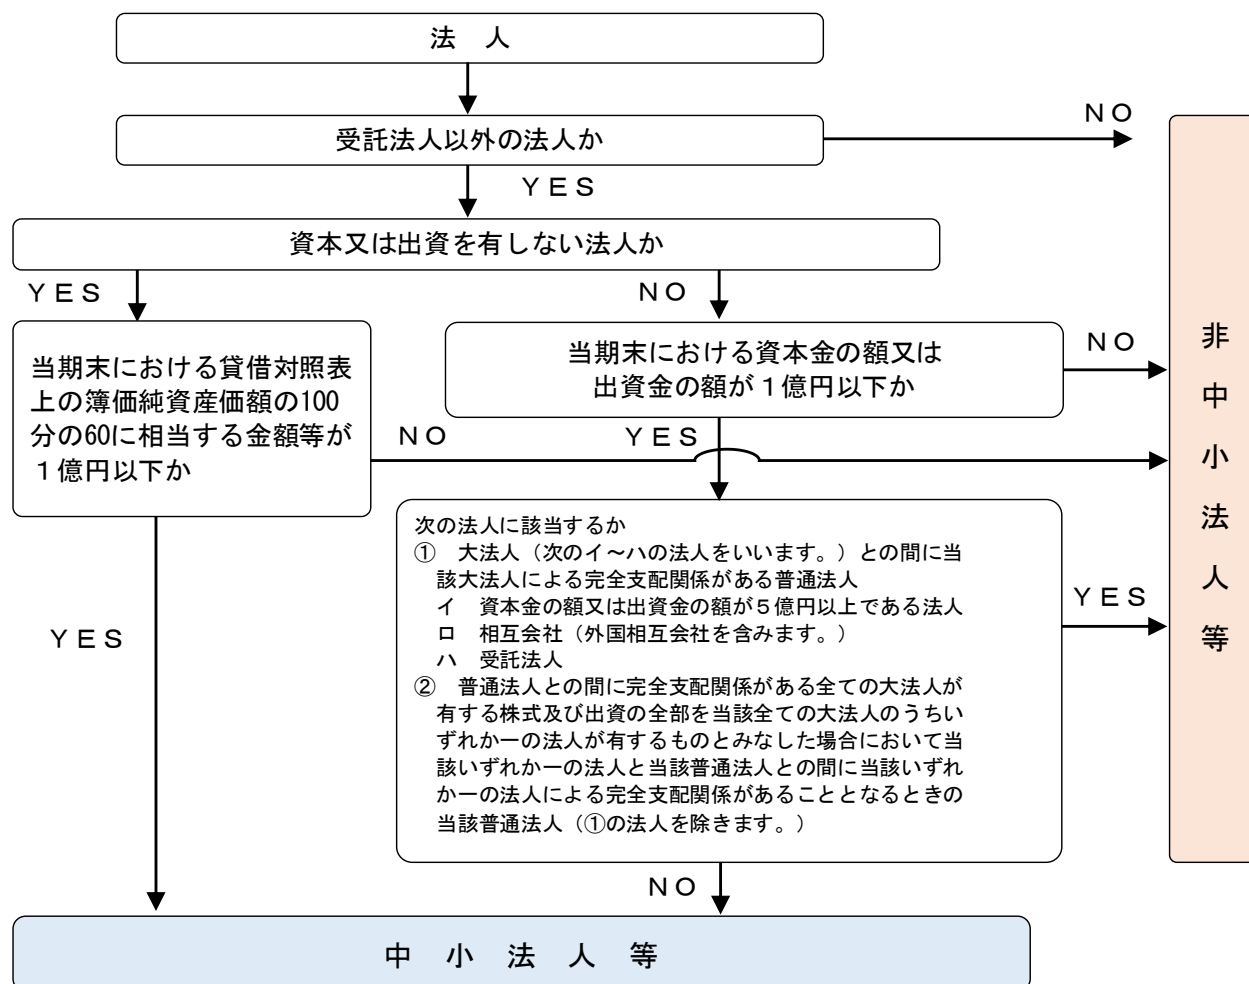 法　人
ＮＯ
受託法人以外の法人か
ＹＥＳ
資本又は出資を有しない法人か
ＹＥＳ
ＮＯ
当期末における貸借対照表
上の簿価純資産価額の100
分の60に相当する金額等が
１億円以下か
当期末における資本金の額又は
出資金の額が１億円以下か
ＮＯ
ＮＯ
ＹＥＳ
次の法人に該当するか
①　大法人（次のイ～ハの法人をいいます。）との間に当
該大法人による完全支配関係がある普通法人
イ　資本金の額又は出資金の額が５億円以上である法人
ロ　相互会社（外国相互会社を含みます。）
ハ　受託法人
②　普通法人との間に完全支配関係がある全ての大法人が
有する株式及び出資の全部を当該全ての大法人のうちい
ずれか一の法人が有するものとみなした場合において当
該いずれか一の法人と当該普通法人との間に当該いずれ
か一の法人による完全支配関係があることとなるときの
当該普通法人（①の法人を除きます。）
ＹＥＳ
ＹＥＳ
ＮＯ
非中小法人等
中　小　法　人　等